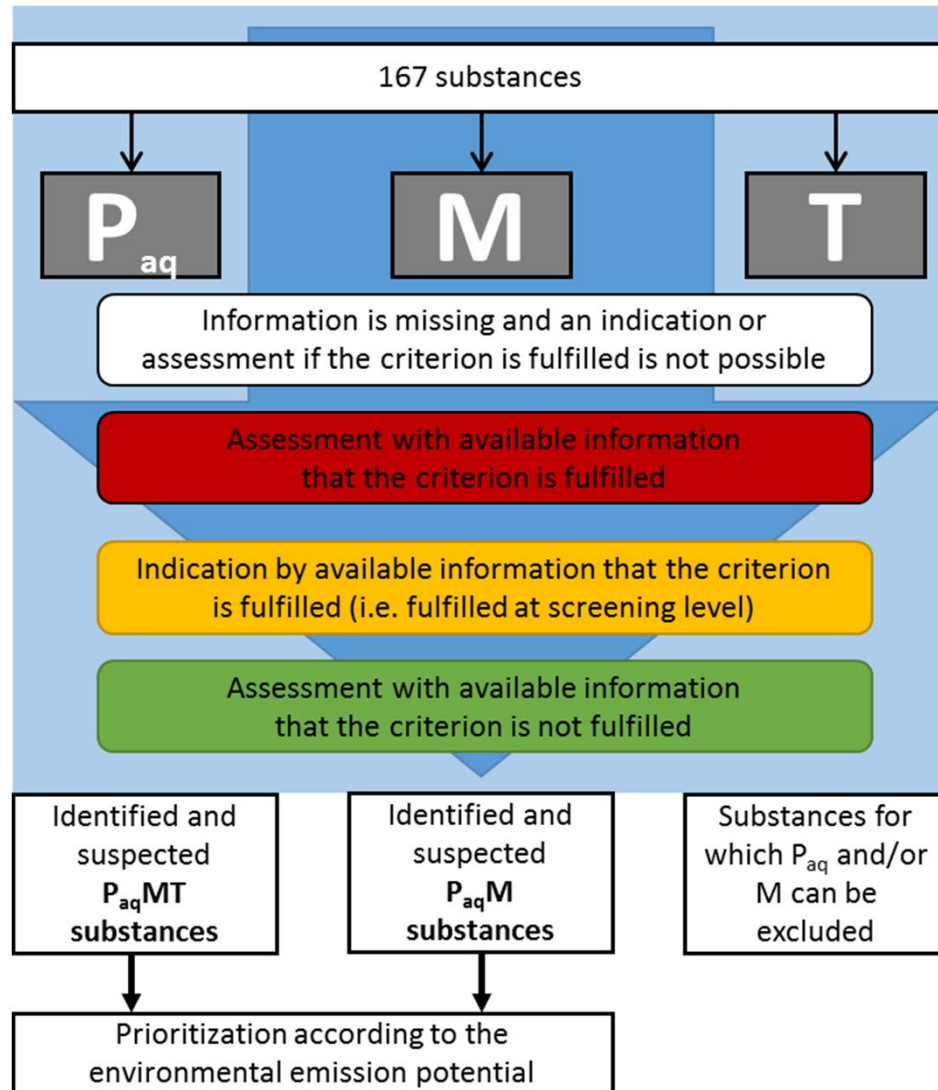 167 substances
P aq
M
T
Information is missing and an indication or
assessment if the criterion is fulfilled is not possible
Assessment with available information
that the criterion is fulfilled
Indication by available information that the criterion
is fulfilled (i.e. fulfilled at screening level)
Assessment with available information
that the criterion is not fulfilled
Identified and
suspected
PaqMT
substances
Identified and
suspected
PaqM
substances
Substances for
which Paq and/or
M can be
excluded
Prioritization according to the
environmental emission potential